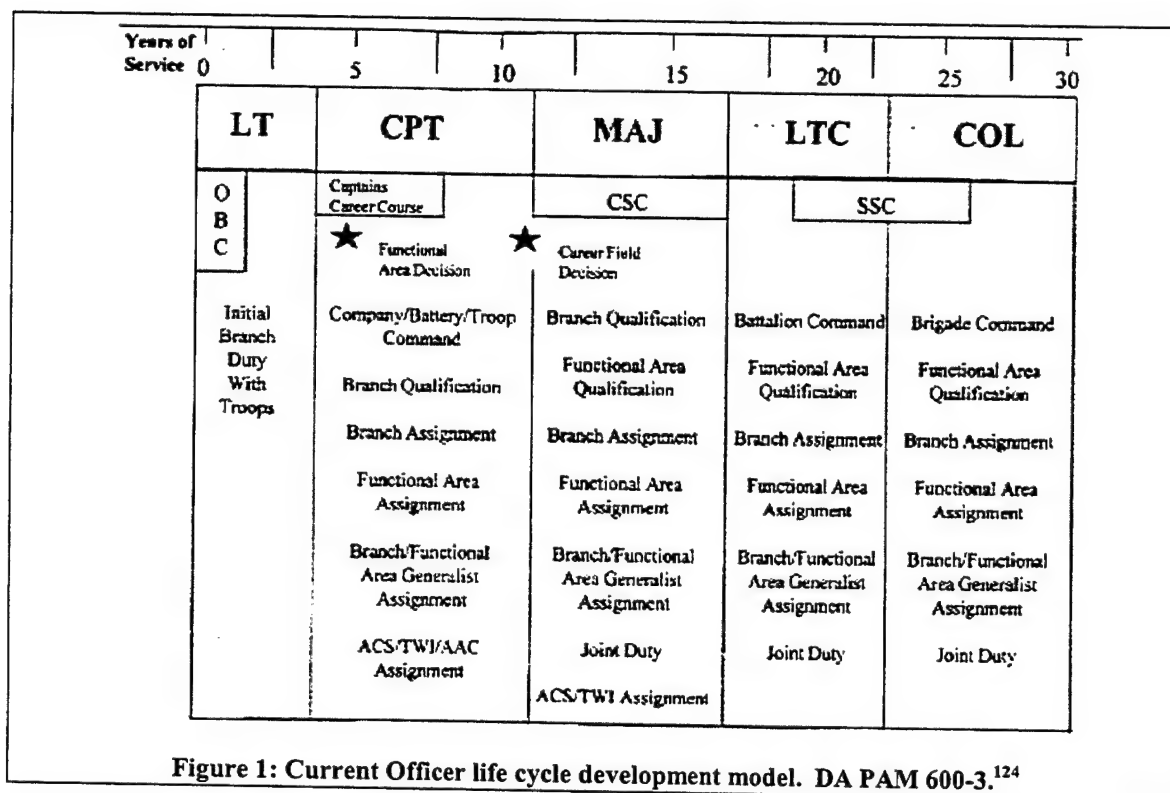 Years of
Service 0 5 10 15 20 25 30
LT CPT MAJ LTC COL
O
B
C
Captains
Career Course
CSC
SSC
Functional
Area Decision
Career Field
Decision
Initial
Branch
Duty
With
Troops
Company/Battery/Troop
Command
Branch Qualification
Branch Assignment
Functional Area
Assignment
Branch/Functional
Area Generalist
Assignment
ACS/TWI/AAC
Assignment
Branch Qualification
Functional Area
Qualification
Branch Assignment
Functional Area
Assignment
Branch/Functional
Area Generalist
Assignment
Joint Duty
ACS/TWI Assignment
Battalion Command
Functional Area
Qualification
Branch Assignment
Functional Area
Assignment
Branch/Functional
Area Generalist
Assignment
Joint Duty
Brigade Command
Functional Area
Qualification
Branch Assignment
Functional Area
Assignment
Branch/Functional
Area Generalist
Assignment
Joint Duty
Figure 1: Current Officer life cycle development model. DA PAM 600-3.124